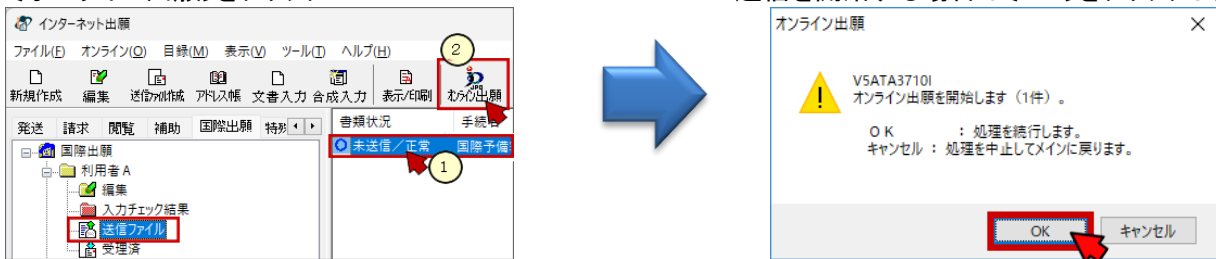 インターネット出願
ファイル(F) オンライン(O) 目録(M) 表示(V) ツール(T) ヘルプ(H)
新規作成 編集 送信ファイル作成 アドレス帳 文書入力 合成入力 表示/印刷 オンライン出願
2
発送 請求 閲覧 補助 国際出願 特殊
書類状況 手続者
国際出願
未送信／正常 国際予備
1
利用者A
編集
入力チェック結果
送信ファイル
受理済
オンライン出願
V5ATA3710I
オンライン出願を開始します（1件）。
ＯＫ ：処理を続行します。
キャンセル ：処理を中止してメインに戻ります。
OK キャンセル